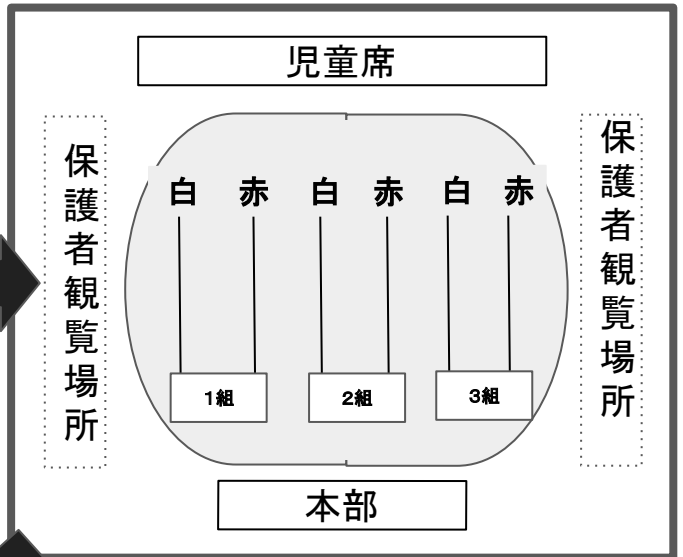 児童席
保護者観覧場所
白 赤 白 赤 白 赤
1組 2組 3組
保護者観覧場所
本部